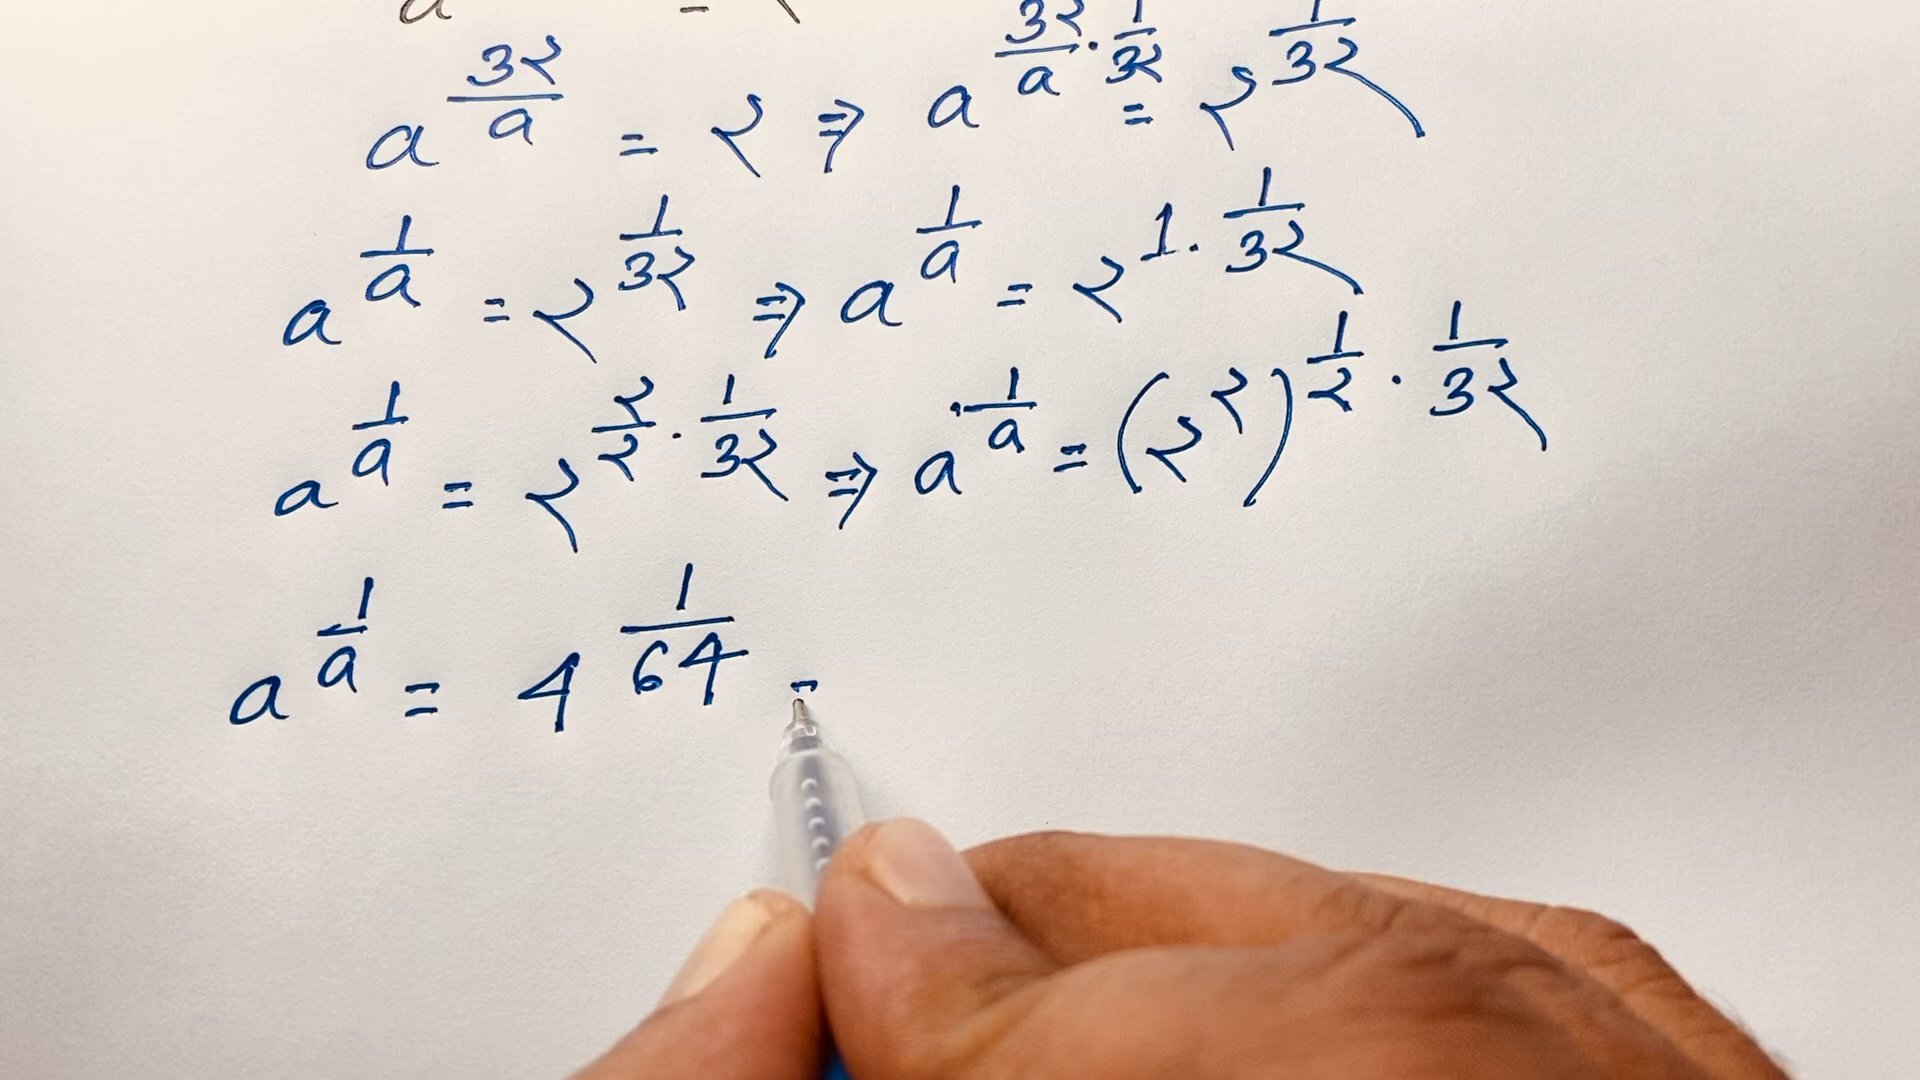 a^(32/a) = 2 ⇒ a^(32/a · 1/32) = 2^(1/32)
a^(1/a) = 2^(1/32) ⇒ a^(1/a) = 2^(1 · 1/32)
a^(1/a) = 2^(2/2 · 1/32) ⇒ a^(1/a) = (2^2)^(1/2 · 1/32)
a^(1/a) = 4^(1/64) =